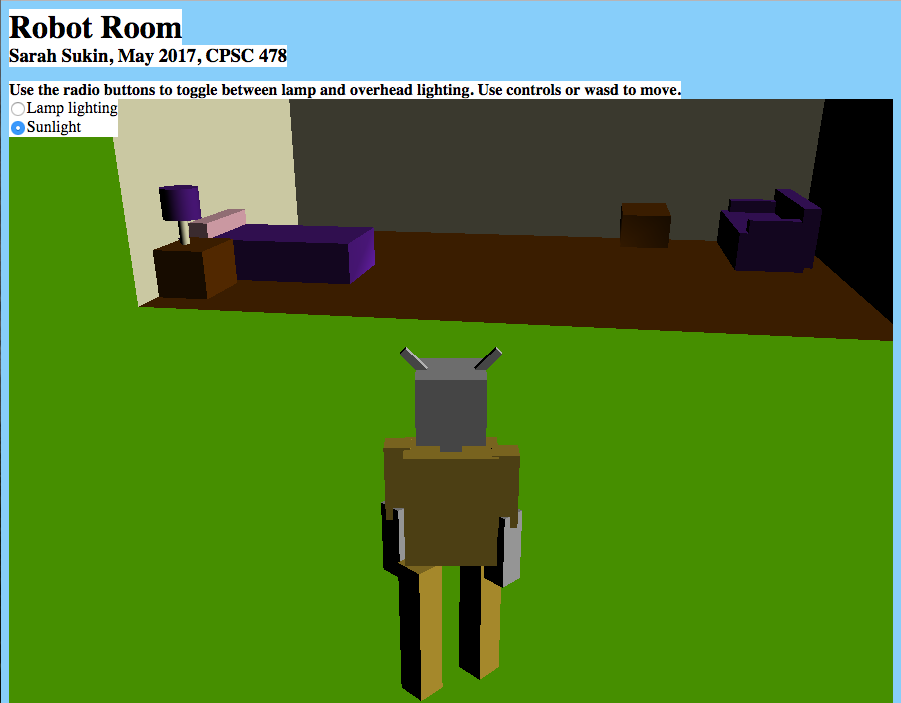 Robot Room
Sarah Sukin, May 2017, CPSC 478
Use the radio buttons to toggle between lamp and overhead lighting. Use controls or wasd to move.
Lamp lighting
Sunlight